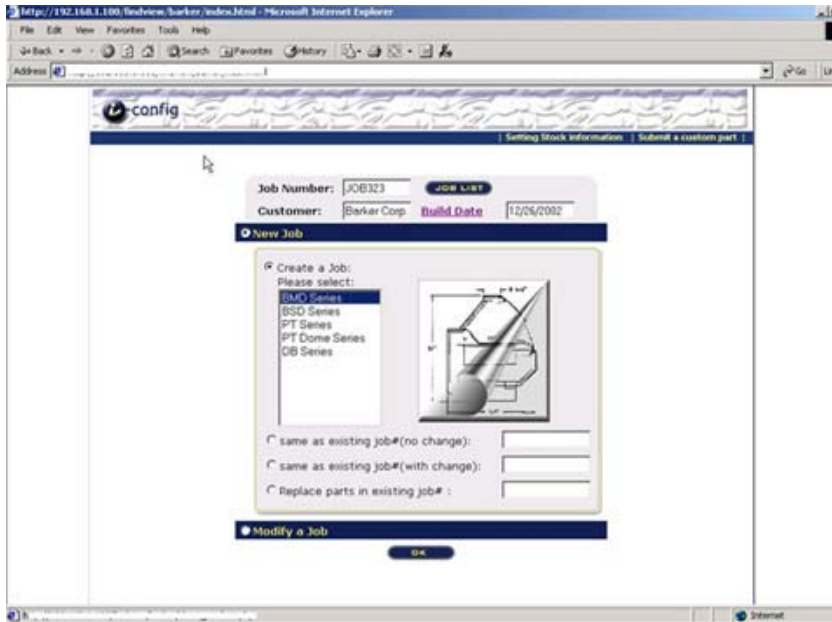 http://192.168.1.100/findview/barker/index.html - Microsoft Internet Explorer
File Edit View Favorites Tools Help
Back Search Favorites History
Address Go
-config
| Setting Stock information | Submit a custom part |
Job Number: JOB323 JOB LIST
Customer: Barker Corp. Build Date 12/26/2002
New Job
Create a Job:
Please select:
BMD Series
BSD Series
PT Series
PT Dome Series
DB Series
same as existing job#(no change):
same as existing job#(with change):
Replace parts in existing job# :
Modify a Job
OK
Internet